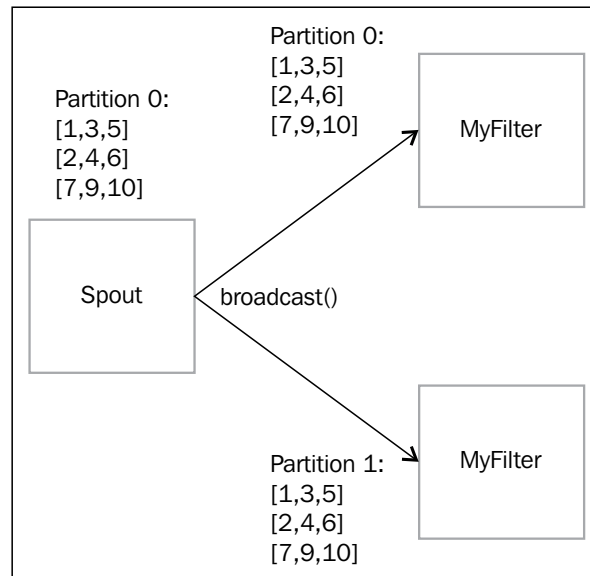 Partition 0:
[1,3,5]
[2,4,6]
[7,9,10]
MyFilter
Partition 0:
[1,3,5]
[2,4,6]
[7,9,10]
Spout
broadcast()
Partition 1:
[1,3,5]
[2,4,6]
[7,9,10]
MyFilter